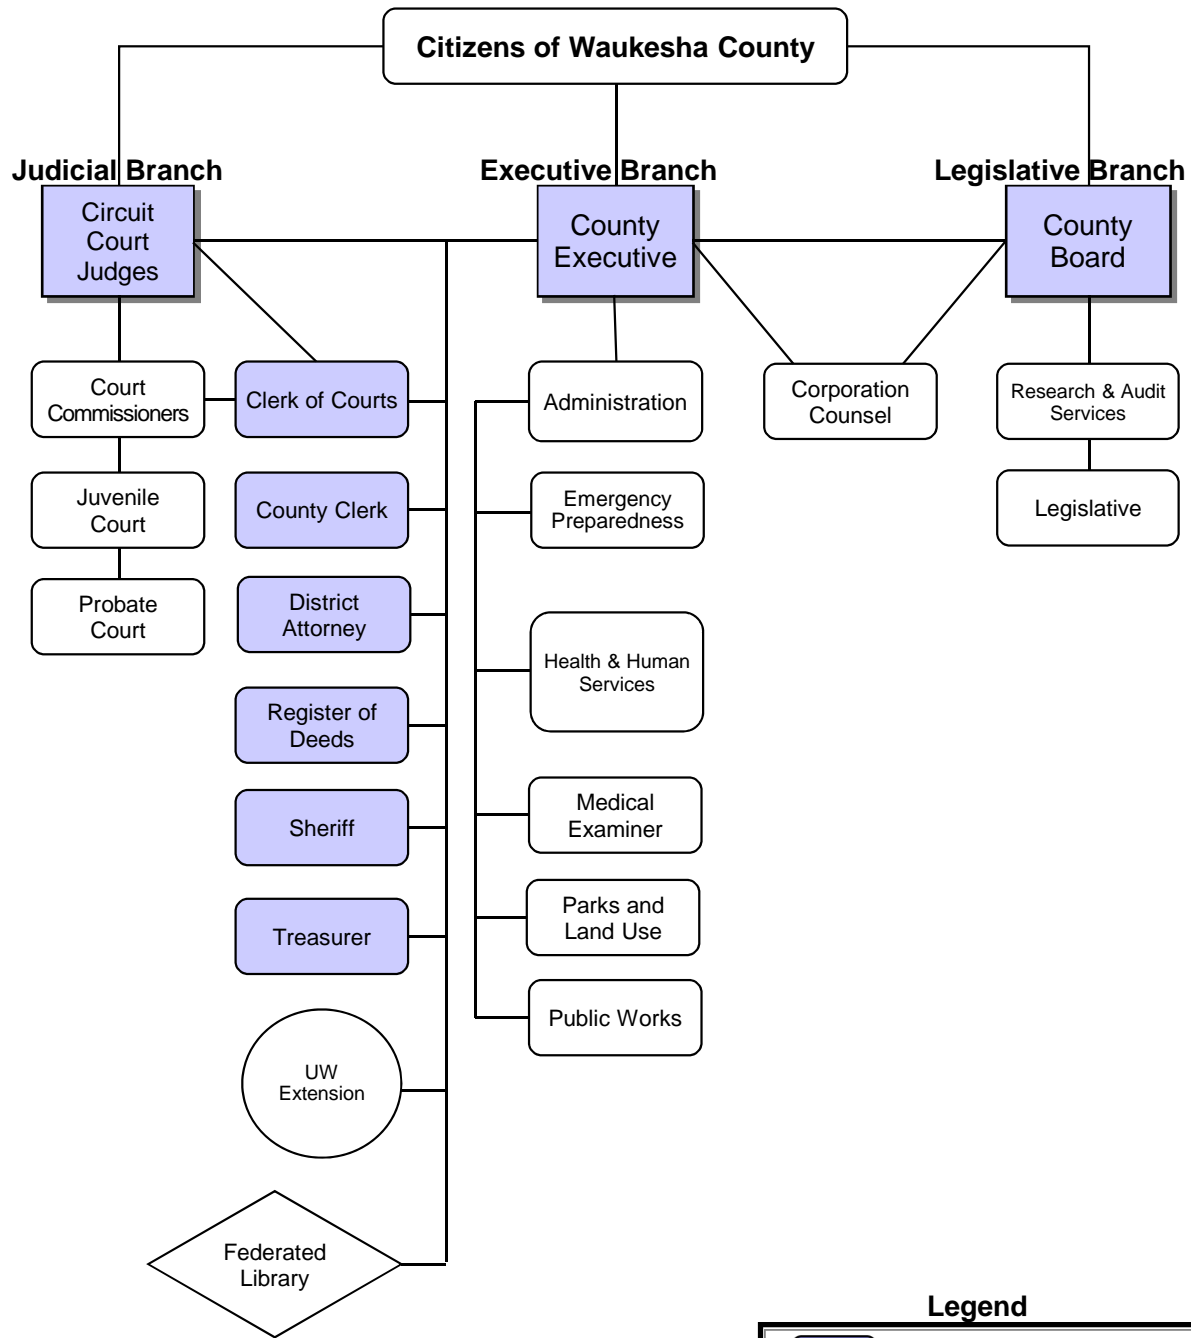 Citizens of Waukesha County
Judicial Branch
Executive Branch
Legislative Branch
Circuit
Court
Judges
County
Executive
County
Board
Court
Commissioners
Clerk of Courts
Administration
Corporation
Counsel
Research & Audit
Services
Juvenile
Court
County Clerk
Emergency
Preparedness
Legislative
Probate
Court
District
Attorney
Health & Human
Services
Register of
Deeds
Sheriff
Medical
Examiner
Treasurer
Parks and
Land Use
Public Works
UW
Extension
Federated
Library
Legend